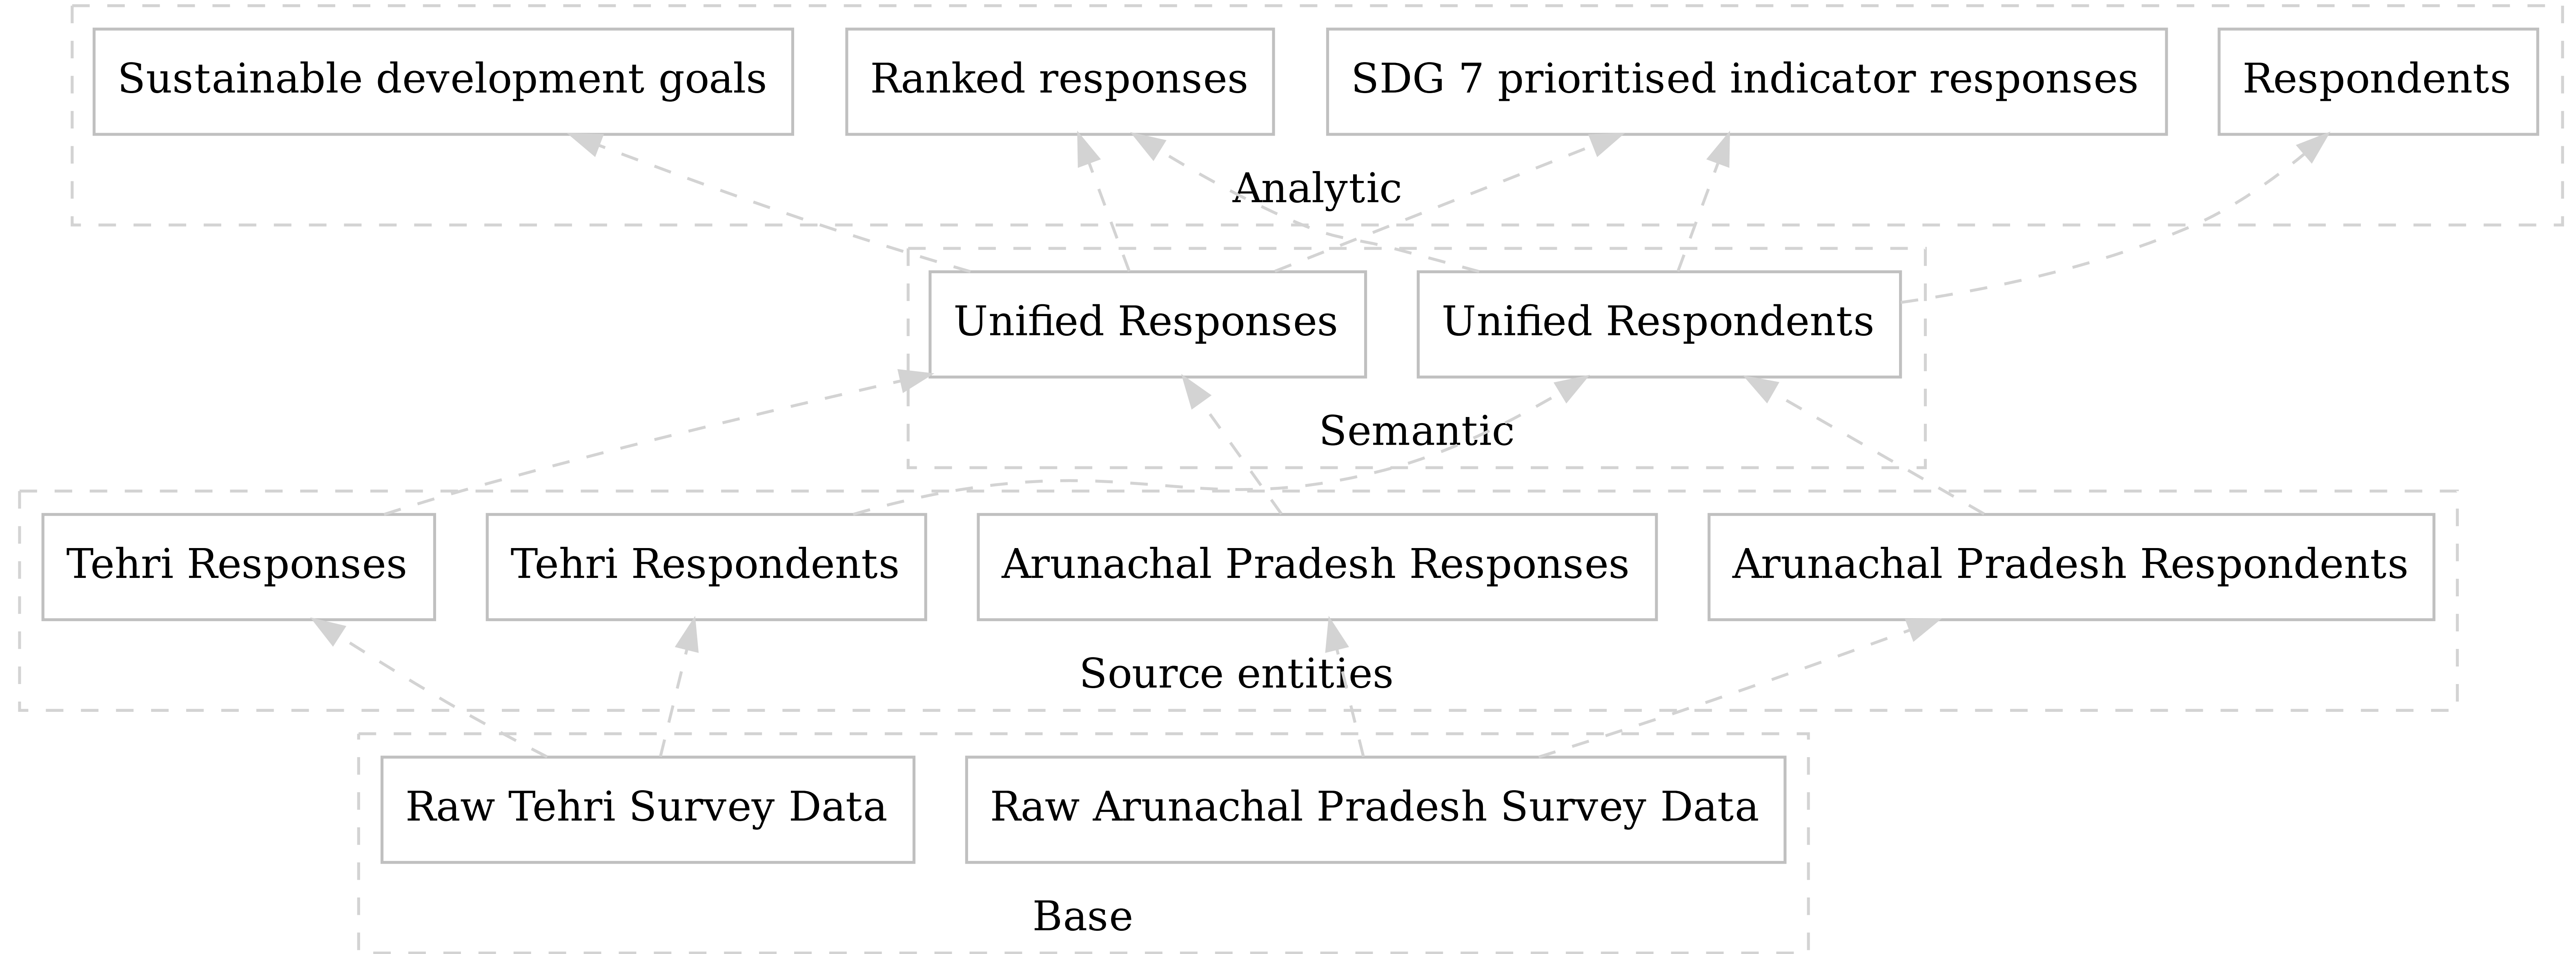 Sustainable development goals
Ranked responses
SDG 7 prioritised indicator responses
Respondents
Analytic
Unified Responses
Unified Respondents
Semantic
Tehri Responses
Tehri Respondents
Arunachal Pradesh Responses
Arunachal Pradesh Respondents
Source entities
Raw Tehri Survey Data
Raw Arunachal Pradesh Survey Data
Base